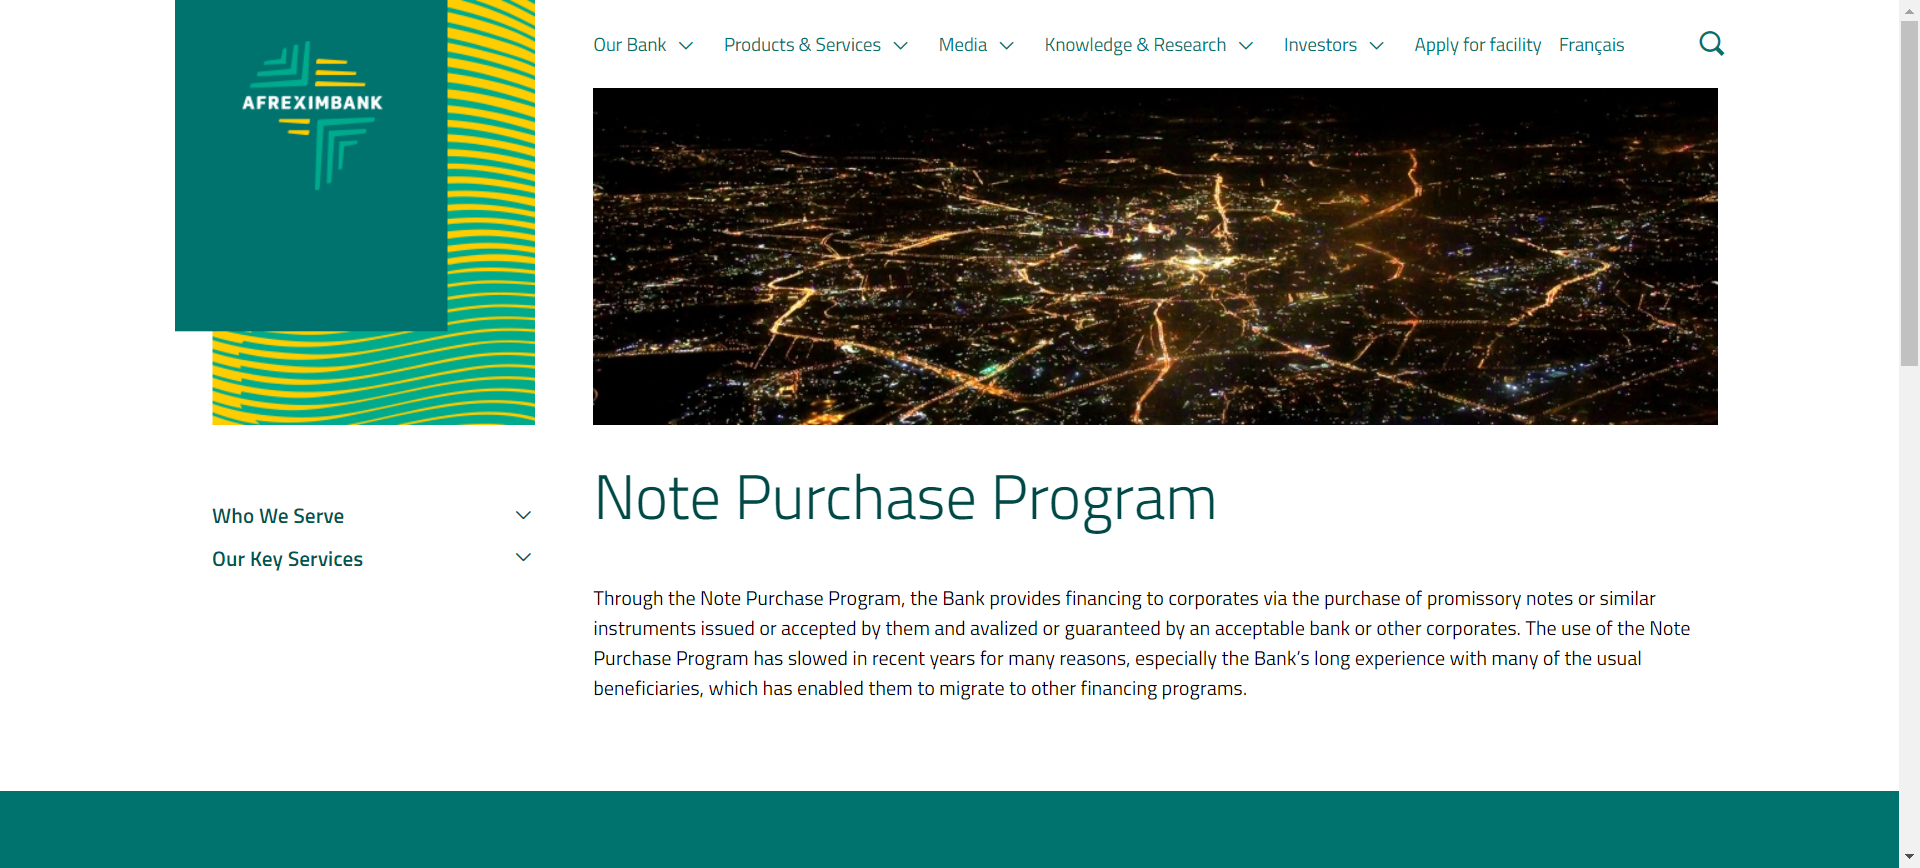 Our Bank
Products & Services
Media
Knowledge & Research
Investors
Apply for facility
Français
AFREXIMBANK
Note Purchase Program
Who We Serve
Our Key Services
Through the Note Purchase Program, the Bank provides financing to corporates via the purchase of promissory notes or similar
instruments issued or accepted by them and avalized or guaranteed by an acceptable bank or other corporates. The use of the Note
Purchase Program has slowed in recent years for many reasons, especially the Bank’s long experience with many of the usual
beneficiaries, which has enabled them to migrate to other financing programs.